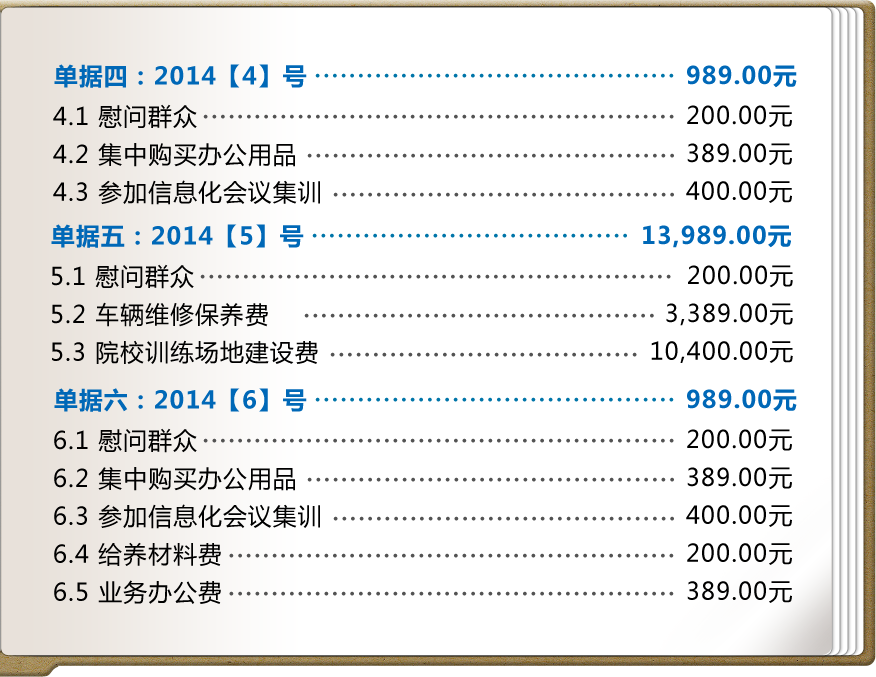 单据四：2014【4】号 ………………………………… 989.00元
4.1 慰问群众 ………………………………… 200.00元
4.2 集中购买办公用品 ………………………………… 389.00元
4.3 参加信息化会议集训 ………………………………… 400.00元
单据五：2014【5】号 ………………………………… 13,989.00元
5.1 慰问群众 ………………………………… 200.00元
5.2 车辆维修保养费 ………………………………… 3,389.00元
5.3 院校训练场地建设费 ………………………………… 10,400.00元
单据六：2014【6】号 ………………………………… 989.00元
6.1 慰问群众 ………………………………… 200.00元
6.2 集中购买办公用品 ………………………………… 389.00元
6.3 参加信息化会议集训 ………………………………… 400.00元
6.4 给养材料费 ………………………………… 200.00元
6.5 业务办公费 ………………………………… 389.00元